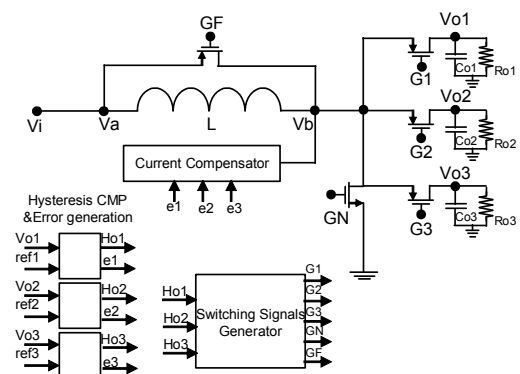 GF
Vo1
G1
Co1
Ro1
Vi
Va
L
Vb
Vo2
G2
Co2
Ro2
Current Compensator
e1 e2 e3
Vo3
GN
G3
Co3
Ro3
Hysteresis CMP
&Error generation
Vo1
ref1
Ho1
e1
Vo2
ref2
Ho2
e2
Vo3
ref3
Ho3
e3
Ho1
Ho2
Ho3
Switching Signals
Generator
G1
G2
G3
GN
GF